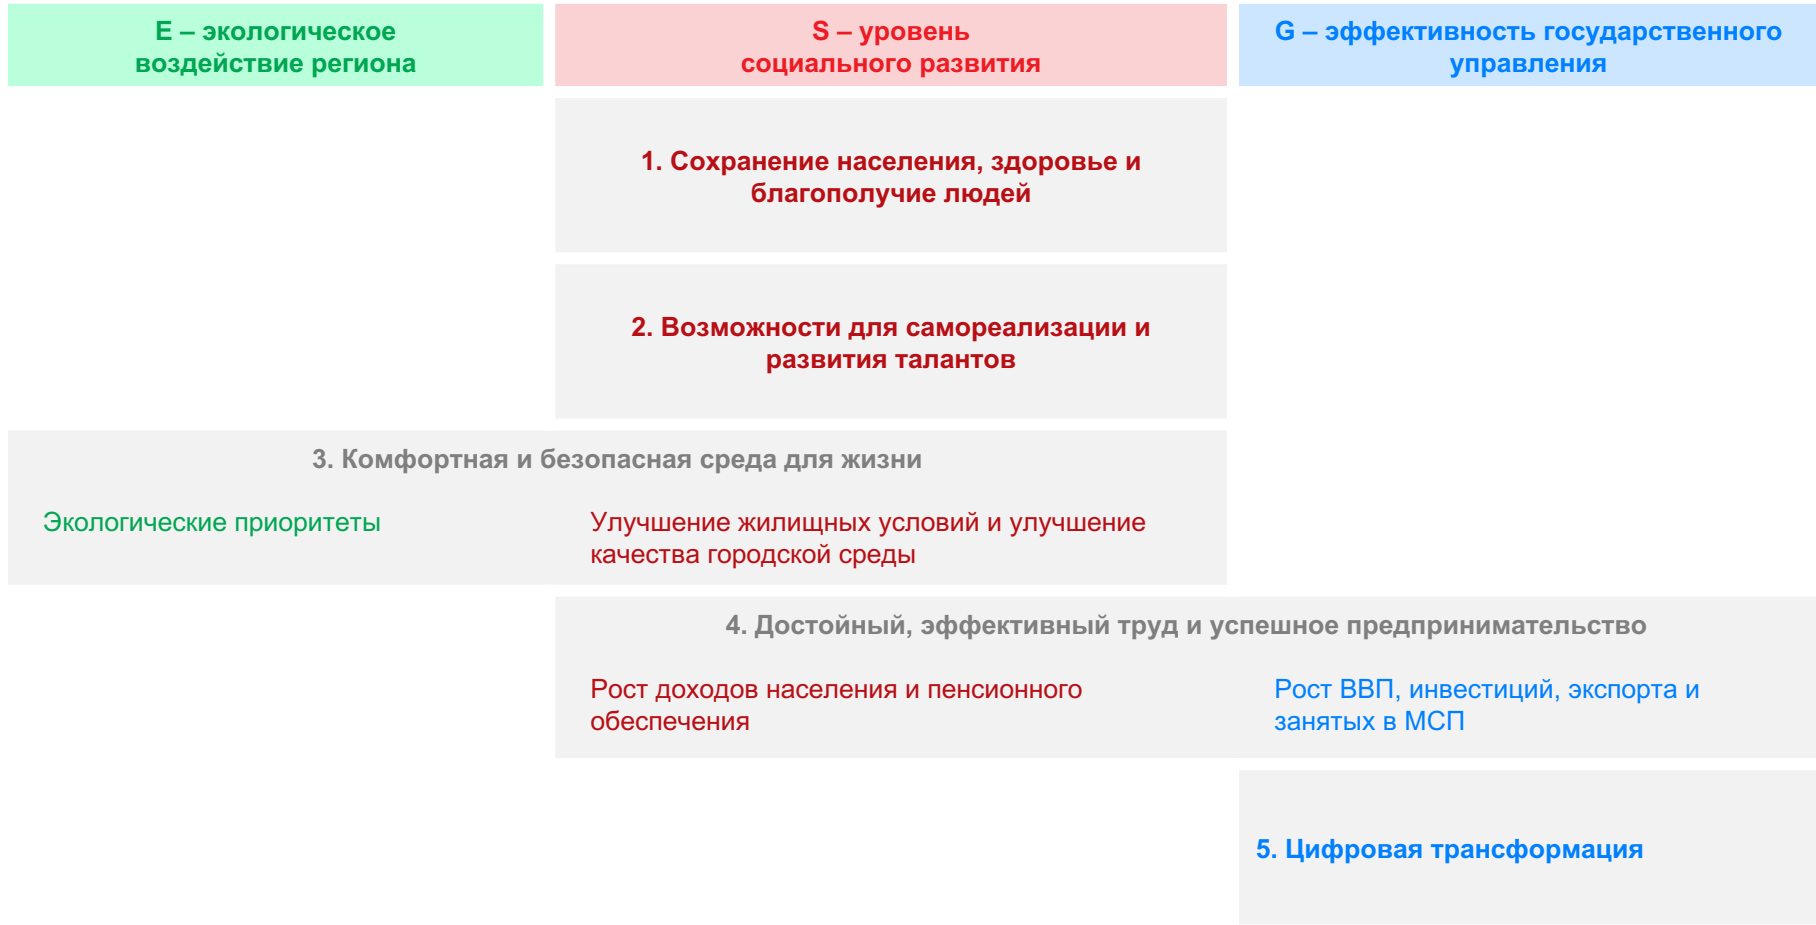 E – экологическое
воздействие региона
S – уровень
социального развития
G – эффективность государственного
управления
1. Сохранение населения, здоровье и
благополучие людей
2. Возможности для самореализации и
развития талантов
3. Комфортная и безопасная среда для жизни
Экологические приоритеты
Улучшение жилищных условий и улучшение
качества городской среды
4. Достойный, эффективный труд и успешное предпринимательство
Рост доходов населения и пенсионного
обеспечения
Рост ВВП, инвестиций, экспорта и
занятых в МСП
5. Цифровая трансформация